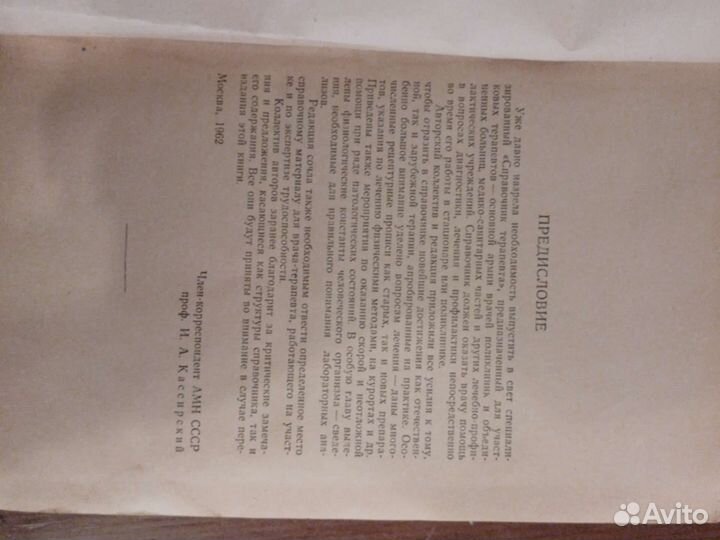 ПРЕДИСЛОВИЕ
Уже давно назрела необходимость выпустить в свет специали-
зированный «Справочник терапевта», предназначенный для участ-
ковых терапевтов — основной армии врачей поликлиник и объеди-
ненных больниц, медико-санитарных частей и других лечебно-профи-
лактических учреждений. Справочник должен оказать врачу помощь
в вопросах диагностики, лечения и профилактики непосредственно
во время его работы в стационаре или поликлинике.
Авторский коллектив и редакция приложили все усилия к тому,
чтобы отразить в справочнике новейшие достижения как отечествен-
ной, так и зарубежной терапии, апробированные на практике. Осо-
бенно большое внимание уделено вопросам лечения — даны много-
численные рецептурные прописи как старых, так и новых препара-
тов, указания по лечению физическими методами, на курортах и др.
Приведены также мероприятия по оказанию скорой и неотложной
помощи при ряде патологических состояний. В особую главу выде-
лены физиологические константы человеческого организма — сведе-
ния, необходимые для правильного понимания лабораторных ана-
лизов.
Редакция сочла также необходимым отвести определенное место
справочному материалу для врача-терапевта, работающего на участ-
ке и по экспертизе трудоспособности.
Коллектив авторов заранее благодарит за критические замеча-
ния и предложения, касающиеся как структуры справочника, так и
его содержания. Все они будут приняты во внимание в случае пере-
издания этой книги.
Член-корреспондент АМН СССР
проф. И. А. Кассирский
Москва, 1962
Avito